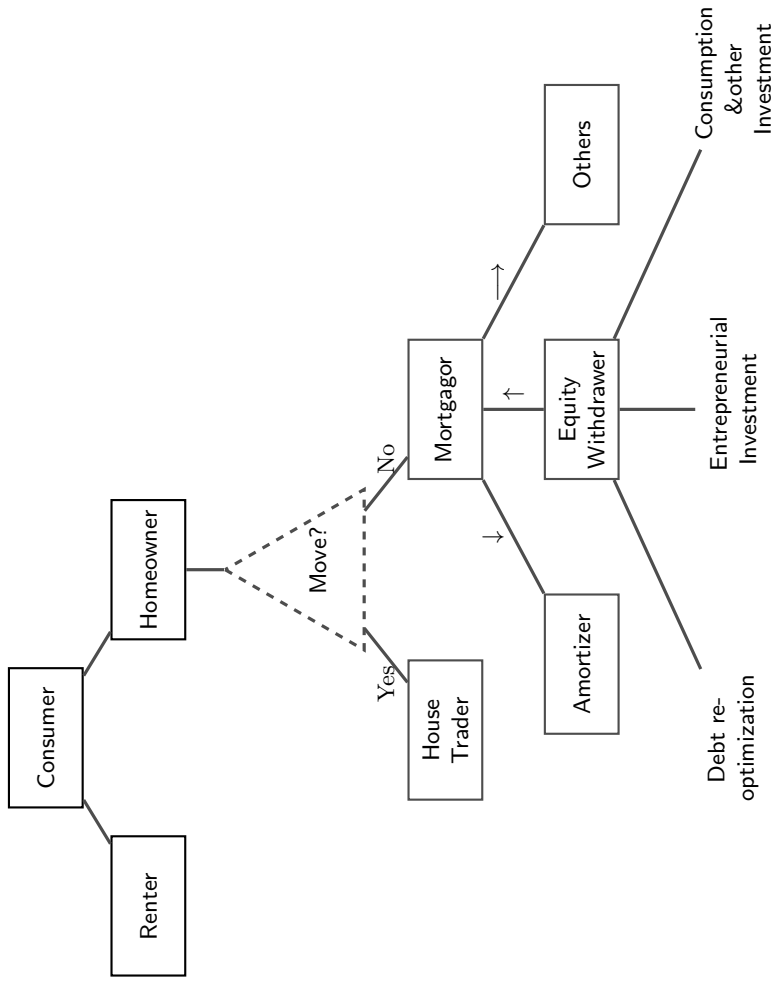 Consumer
Renter
Homeowner
Move?
Yes
No
House
Trader
Mortgagor
↓
↑
⟶
Amortizer
Equity
Withdrawer
Others
Debt re-
optimization
Entrepreneurial
Investment
Consumption
&other
Investment